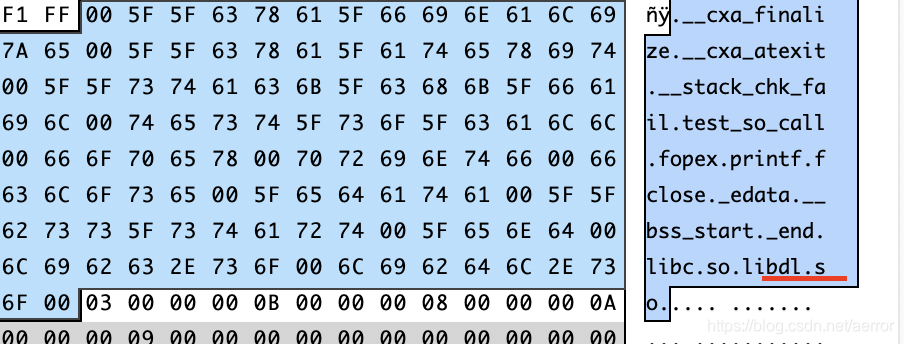 F1 FF 00 5F 5F 63 78 61 5F 66 69 6E 61 6C 69 ñÿ.__cxa_finali
7A 65 00 5F 5F 63 78 61 5F 61 74 65 78 69 74 ze.__cxa_atexit
00 5F 5F 73 74 61 63 6B 5F 63 68 6B 5F 66 61 .__stack_chk_fa
69 6C 00 74 65 73 74 5F 73 6F 5F 63 61 6C 6C il.test_so_call
00 66 6F 70 65 78 00 70 72 69 6E 74 66 00 66 .fopex.printf.f
63 6C 6F 73 65 00 5F 65 64 61 74 61 00 5F 5F close._edata.__
62 73 73 5F 73 74 61 72 74 00 5F 65 6E 64 00 bss_start._end.
6C 69 62 63 2E 73 6F 00 6C 69 62 64 6C 2E 73 libc.so.libdl.s
6F 00 03 00 00 00 0B 00 00 00 08 00 00 00 0A o..... .......
00 00 00 09 00 00 00 00 00 00 00 00 00 00 00
https://blog.csdn.net/aerror